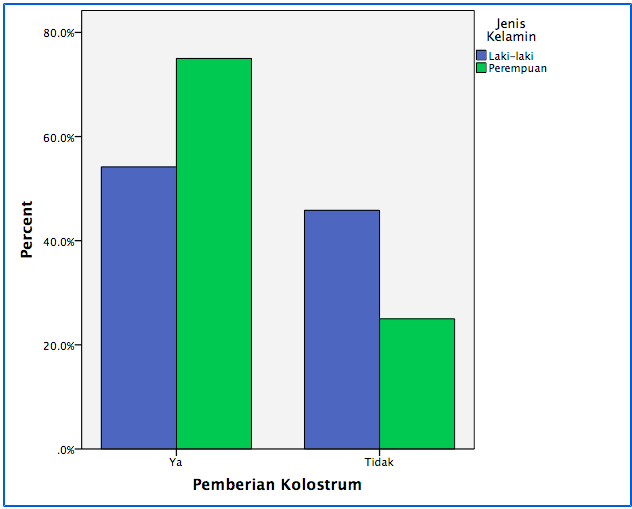 Jenis
Kelamin
Laki-laki
Perempuan
80.0%
60.0%
40.0%
20.0%
.0%
Percent
Ya
Tidak
Pemberian Kolostrum